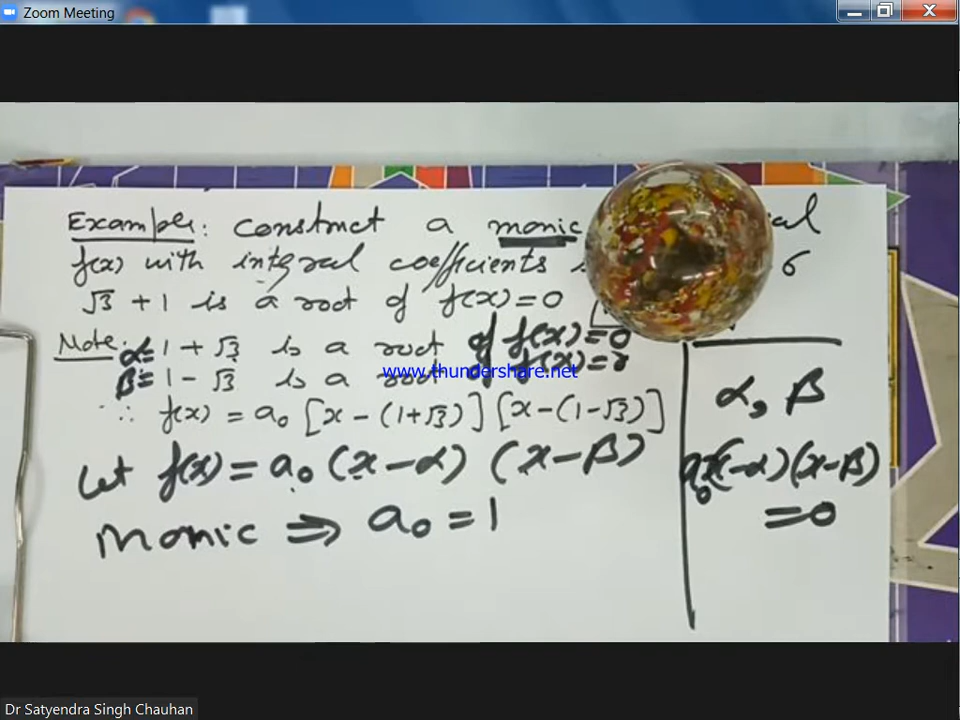 Zoom Meeting
Example: construct a monic
f(x) with integral coefficients
√3 + 1 is a root of f(x)=0
Note: α= 1 + √3 is a root of f(x)=0
β= 1 - √3 is a root of f(x)=
www.thundershare.net
∴ f(x) = a₀ [x - (1+√3)] [x-(1-√3)]
Let f(x) = a₀ (x-α) (x-β)
monic ⇒ a₀ = 1
α, β
(x-β)
=0
Dr Satyendra Singh Chauhan